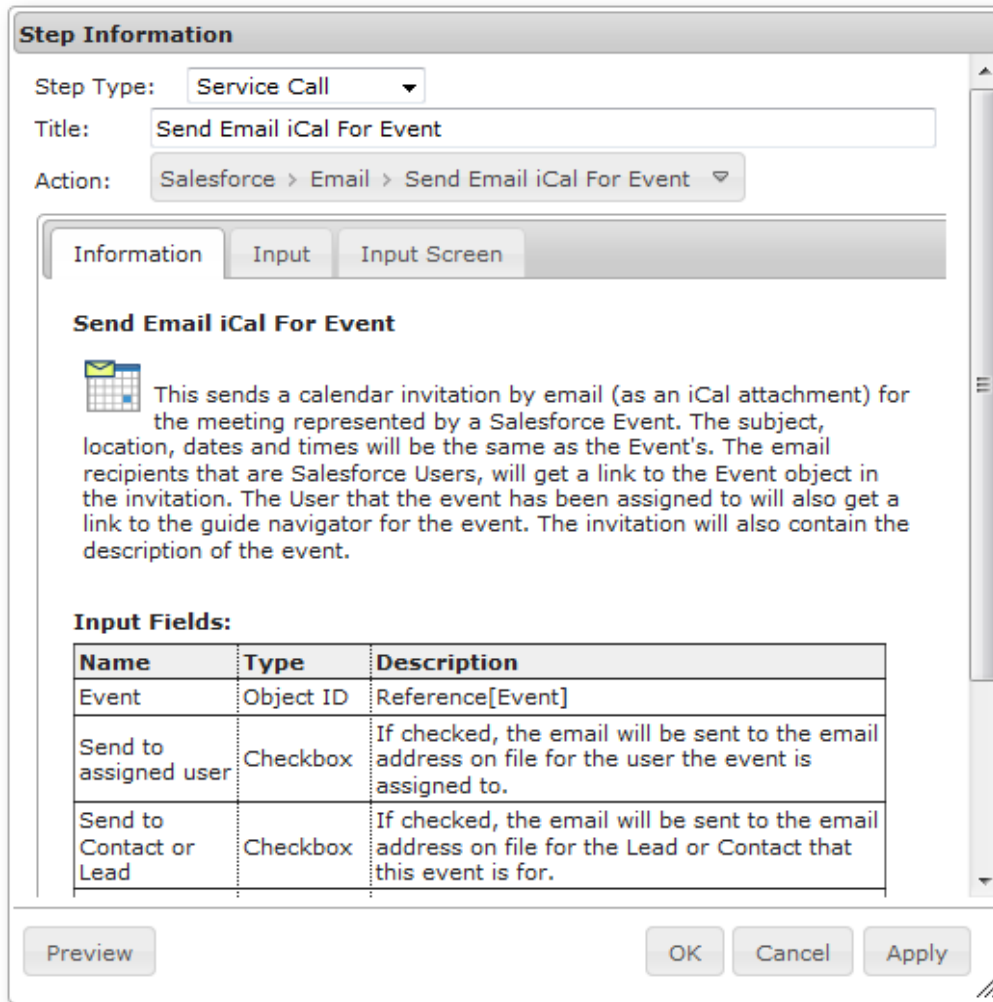 Step Information
Step Type: Service Call
Title: Send Email iCal For Event
Action: Salesforce > Email > Send Email iCal For Event
Information Input Input Screen
Send Email iCal For Event
This sends a calendar invitation by email (as an iCal attachment) for
the meeting represented by a Salesforce Event. The subject,
location, dates and times will be the same as the Event's. The email
recipients that are Salesforce Users, will get a link to the Event object in
the invitation. The User that the event has been assigned to will also get a
link to the guide navigator for the event. The invitation will also contain the
description of the event.
Input Fields:
Name Type Description
Event Object ID Reference[Event]
Send to
assigned user
Checkbox
If checked, the email will be sent to the email
address on file for the user the event is
assigned to.
Send to
Contact or
Lead
Checkbox
If checked, the email will be sent to the email
address on file for the Lead or Contact that
this event is for.
Preview OK Cancel Apply